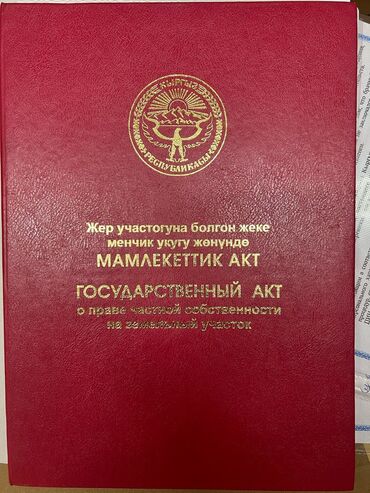 КЫРГЫЗ
РЕСПУБЛИКАСЫ
Жер участогуна болгон жеке
менчик укугу жөнүндө
МАМЛЕКЕТТИК АКТ
ГОСУДАРСТВЕННЫЙ АКТ
о праве частной собственности
на земельный участок